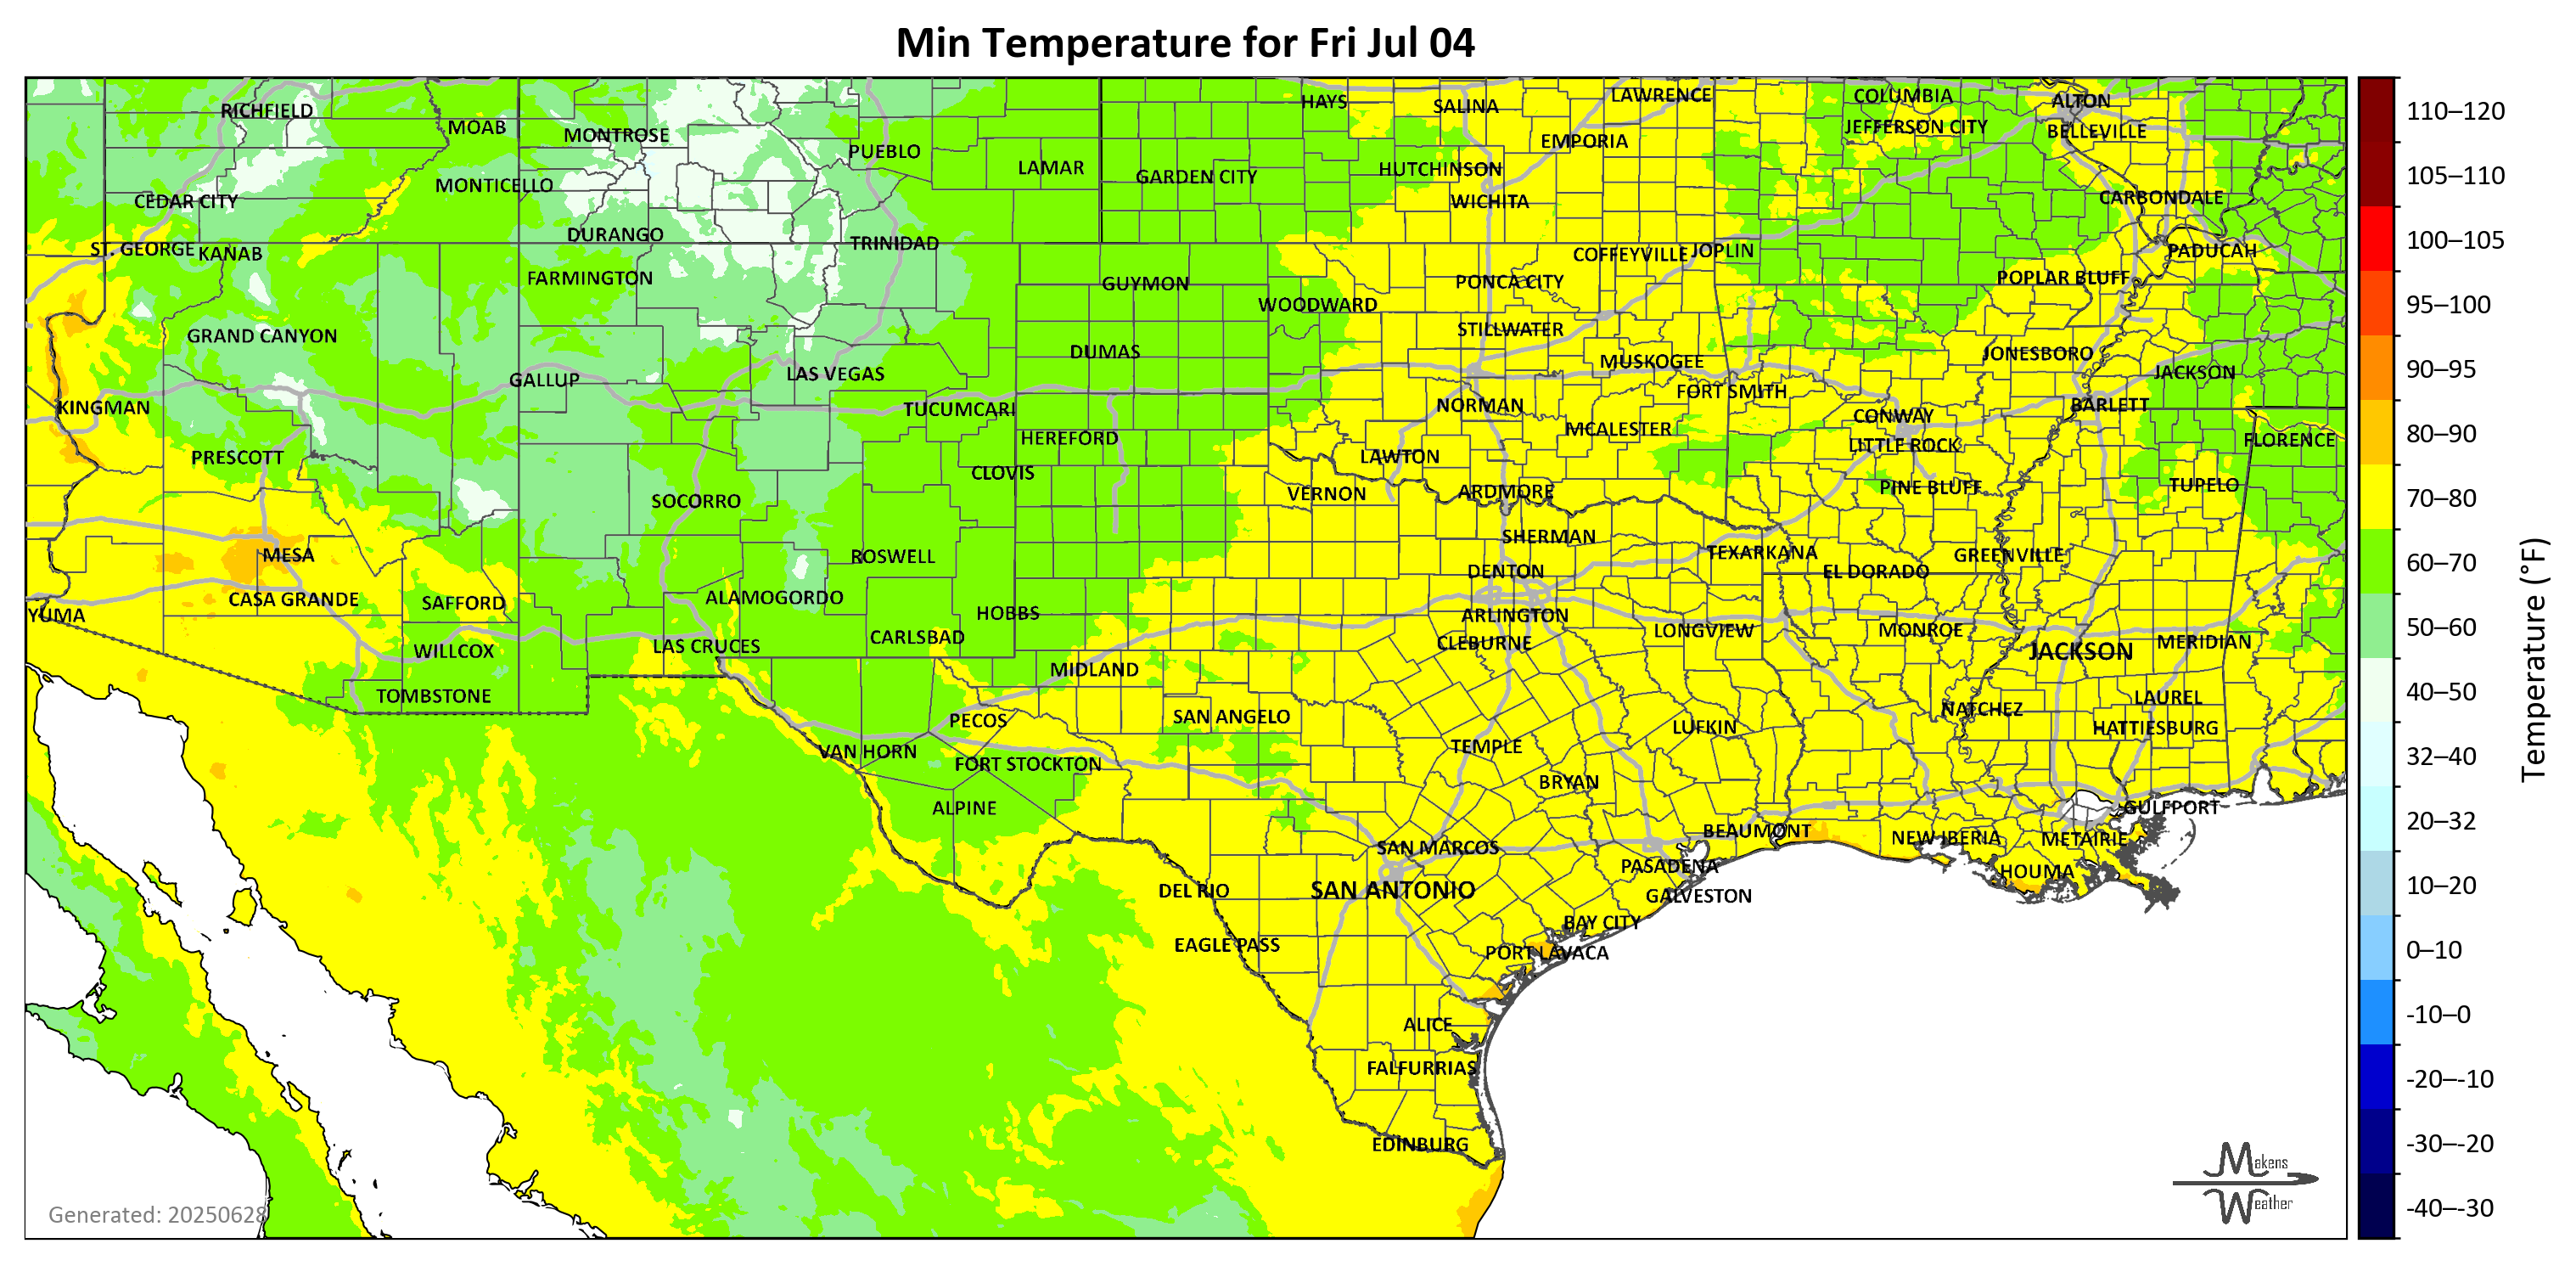 Min Temperature for Fri Jul 04
RICHFIELD
MOAB
MONTROSE
PUEBLO
LAMAR
HAYS
SALINA
LAWRENCE
COLUMBIA
ALTON
GARDEN CITY
HUTCHINSON
EMPORIA
JEFFERSON CITY
BELLEVILLE
CEDAR CITY
MONTICELLO
WICHITA
CARBONDALE
ST. GEORGE
KANAB
DURANGO
TRINIDAD
COFFEYVILLE
JOPLIN
PADUCAH
FARMINGTON
GUYMON
WOODWARD
PONCA CITY
POPLAR BLUFF
GRAND CANYON
DUMAS
STILLWATER
MUSKOGEE
JONESBORO
JACKSON
KINGMAN
GALLUP
LAS VEGAS
TUCUMCARI
NORMAN
FORT SMITH
CONWAY
BARLETT
PRESCOTT
HEREFORD
MCALESTER
LITTLE ROCK
FLORENCE
SOCORRO
CLOVIS
LAWTON
VERNON
ARDMORE
PINE BLUFF
TUPELO
MESA
ROSWELL
SHERMAN
TEXARKANA
GREENVILLE
DENTON
EL DORADO
YUMA
CASA GRANDE
SAFFORD
ALAMOGORDO
HOBBS
ARLINGTON
WILLCOX
LAS CRUCES
CARLSBAD
CLEBURNE
LONGVIEW
MONROE
JACKSON
MERIDIAN
TOMBSTONE
MIDLAND
PECOS
SAN ANGELO
LUFKIN
NATCHEZ
LAUREL
HATTIESBURG
VAN HORN
FORT STOCKTON
TEMPLE
BRYAN
ALPINE
BEAUMONT
NEW IBERIA
METAIRIE
GULFPORT
SAN MARCOS
PASADENA
HOUMA
DEL RIO
SAN ANTONIO
GALVESTON
EAGLE PASS
BAY CITY
PORT LAVACA
ALICE
FALFURRIAS
EDINBURG
Generated: 20250628
Makens
Weather
110–120
105–110
100–105
95–100
90–95
80–90
70–80
60–70
50–60
40–50
32–40
20–32
10–20
0–10
-10–0
-20–-10
-30–-20
-40–-30
Temperature (°F)